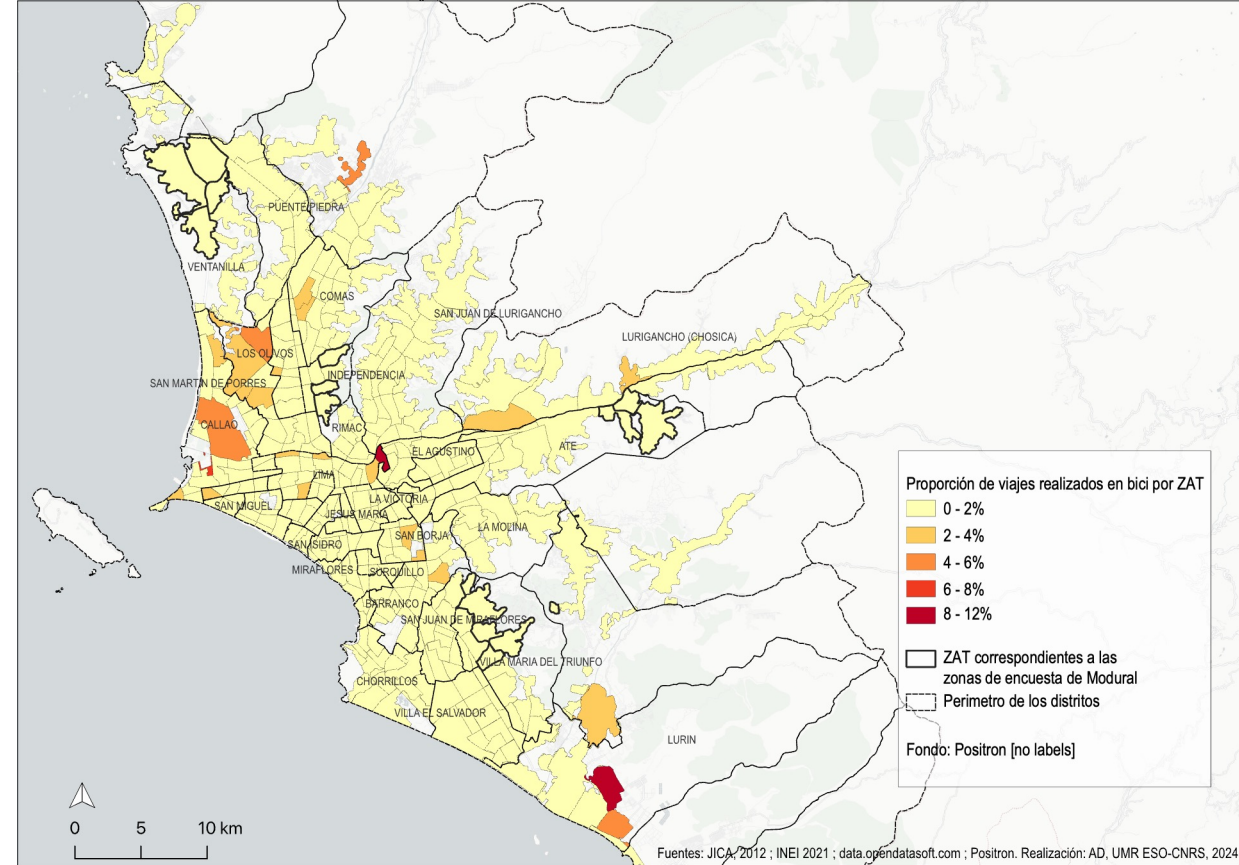 PUENTE PIEDRA
VENTANILLA
COMAS
SAN JUAN DE LURIGANCHO
LURIGANCHO (CHOSICA)
LOS OLIVOS
INDEPENDENCIA
SAN MARTIN DE PORRES
CALLAO
RIMAC
EL AGUSTINO
ATE
LIMA
LA VICTORIA
SAN MIGUEL
JESUS MARIA
LA MOLINA
SAN BORJA
SAN ISIDRO
MIRAFLORES
SURQUILLO
BARRANCO
SAN JUAN DE MIRAFLORES
VILLA MARIA DEL TRIUNFO
CHORRILLOS
VILLA EL SALVADOR
LURIN
Proporción de viajes realizados en bici por ZAT
0 - 2%
2 - 4%
4 - 6%
6 - 8%
8 - 12%
ZAT correspondientes a las
zonas de encuesta de Modural
Perimetro de los distritos
Fondo: Positron [no labels]
0 5 10 km
Fuentes: JICA, 2012 ; INEI 2021 ; data.opendatasoft.com ; Positron. Realización: AD, UMR ESO-CNRS, 2024